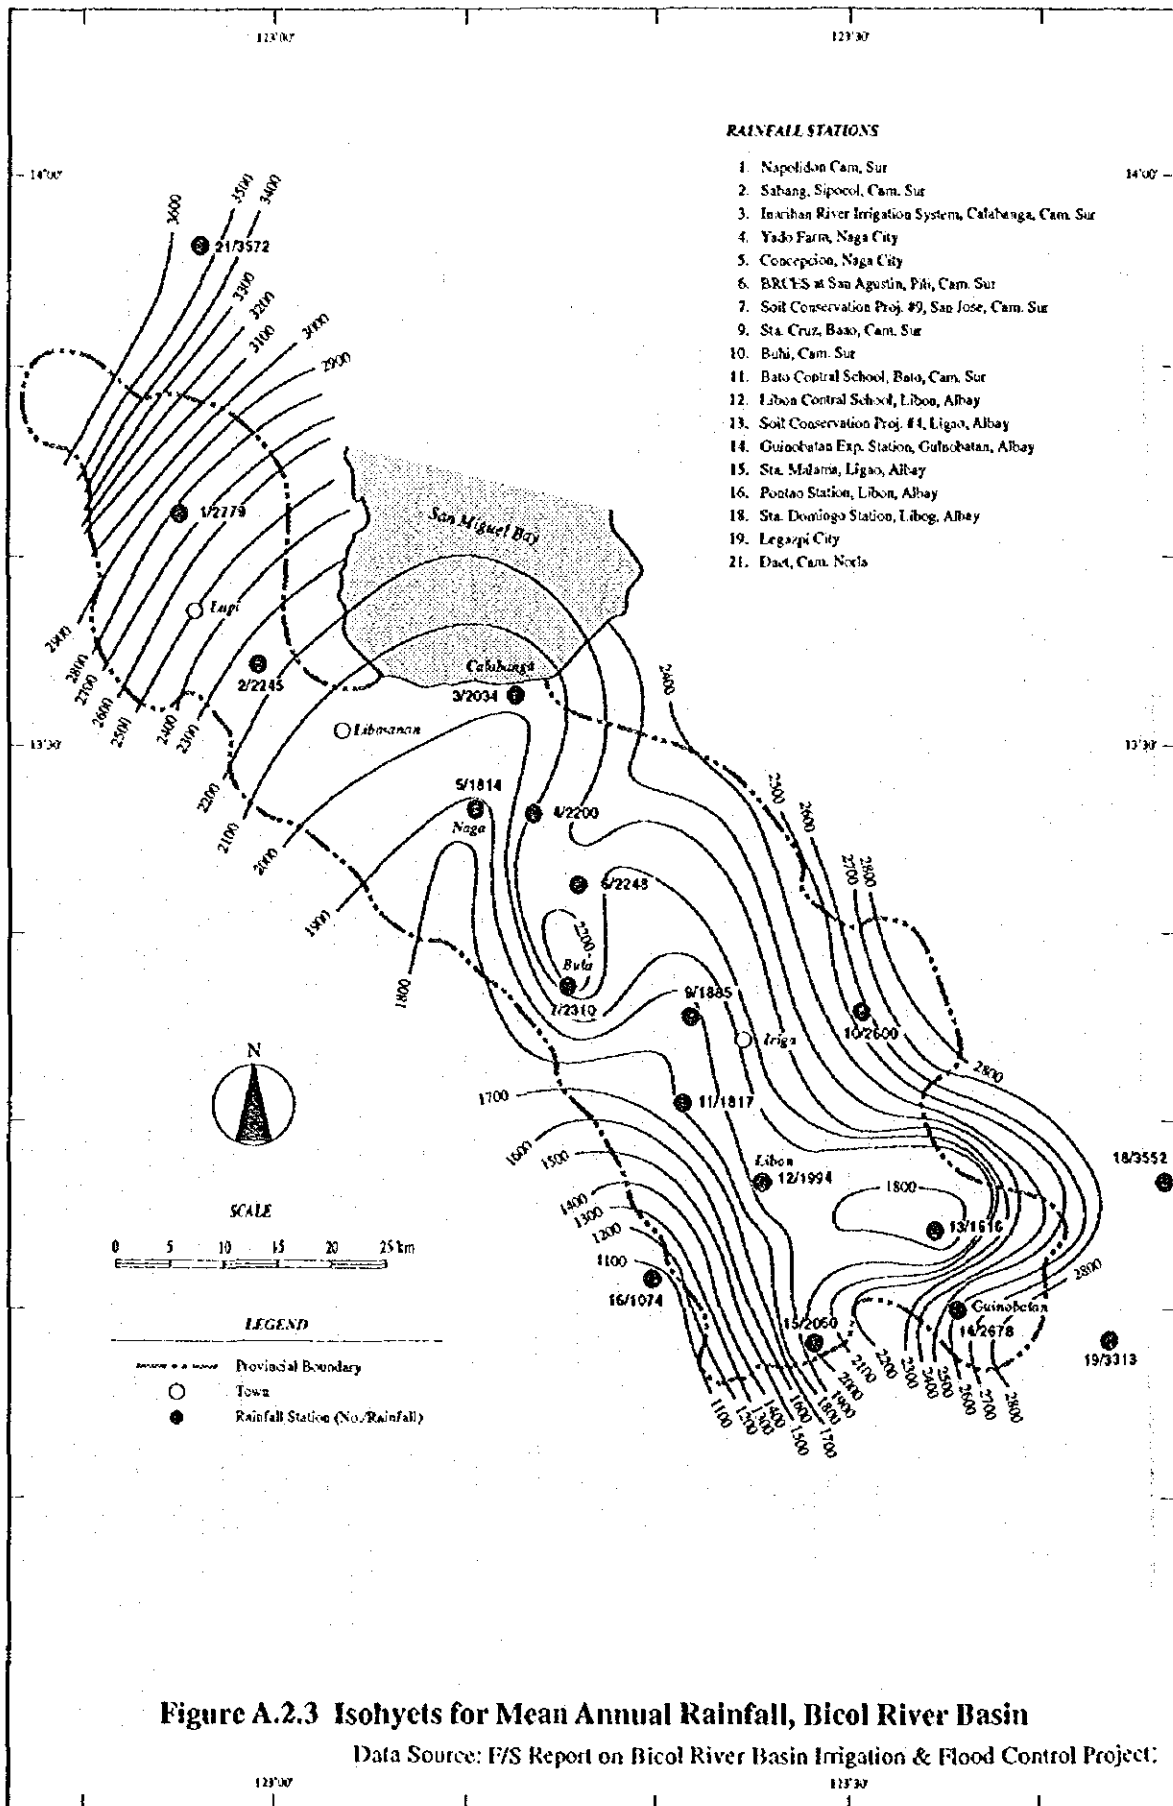 123°00'
123°30'
RAINFALL STATIONS
14°00'
14°00'
1. Napolidon Cam. Sur
2. Sabang, Sipocol, Cam. Sur
3. Inarihan River Irrigation System, Calabanga, Cam. Sur
4. Yado Farm, Naga City
5. Concepcion, Naga City
6. BRCES at San Agustin, Pili, Cam. Sur
7. Soil Conservation Proj. #9, San Jose, Cam. Sur
9. Sta. Cruz, Baao, Cam. Sur
10. Buhi, Cam. Sur
11. Bato Central School, Bato, Cam. Sur
12. Libon Central School, Libon, Albay
13. Soil Conservation Proj. #4, Ligao, Albay
14. Guinobatan Exp. Station, Guinobatan, Albay
15. Sta. Ligao, Albay
16. Pantao Station, Libon, Albay
18. Sta. Domingo Station, Libog, Albay
19. Legazpi City
21. Daet, Cam. Norte
3600
3500
3400
21/3572
3300
3200
3100
3000
2900
1/2779
San Miguel Bay
Lupi
2900
2800
2700
2600
2500
2400
2300
2/2245
Calabanga
3/2034
2400
Libmanan
13°30'
13°30'
2200
2100
2000
1900
1800
5/1814
Naga
4/2200
2500
2600
2700
2800
6/2248
2200
Bula
7/2310
9/1885
Iriga
10/2600
2800
N
1700
1600
1500
1400
1300
1200
1100
11/1817
Libon
12/1994
1800
13/1616
18/3552
16/1074
2800
Guinobatan
14/2678
15/2060
19/3313
2100
2200
2300
2400
2500
2600
2700
2800
2000
1900
1800
1700
1600
1500
1400
1300
1200
1100
SCALE
0 5 10 15 20 25 km
LEGEND
Provincial Boundary
Town
Rainfall Station (No./Rainfall)
Figure A.2.3 Isohyets for Mean Annual Rainfall, Bicol River Basin
Data Source: F/S Report on Bicol River Basin Irrigation & Flood Control Project;
123°00'
123°30'